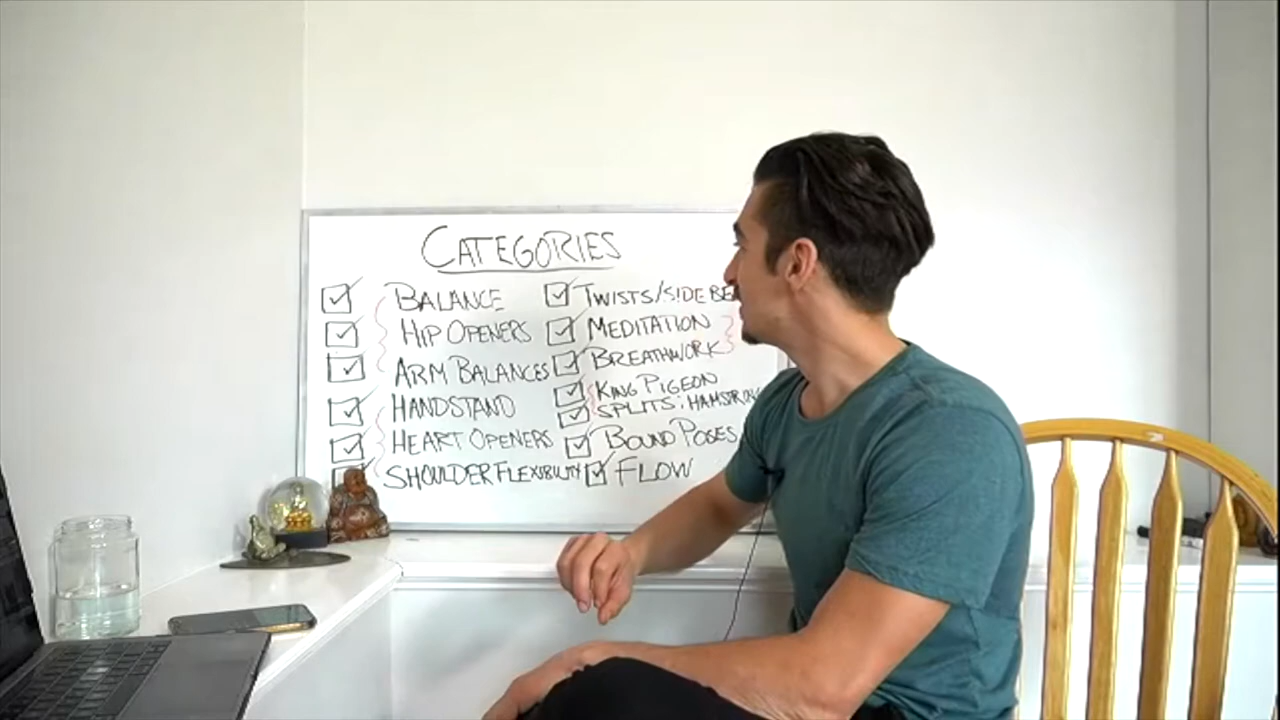 CATEGORIES
BALANCE
HIP OPENERS
ARM BALANCES
HANDSTAND
HEART OPENERS
SHOULDER FLEXIBILITY
TWISTS/SIDE BE
MEDITATION
BREATHWORK
KING PIGEON
SPLITS:
BOUND POSES
FLOW